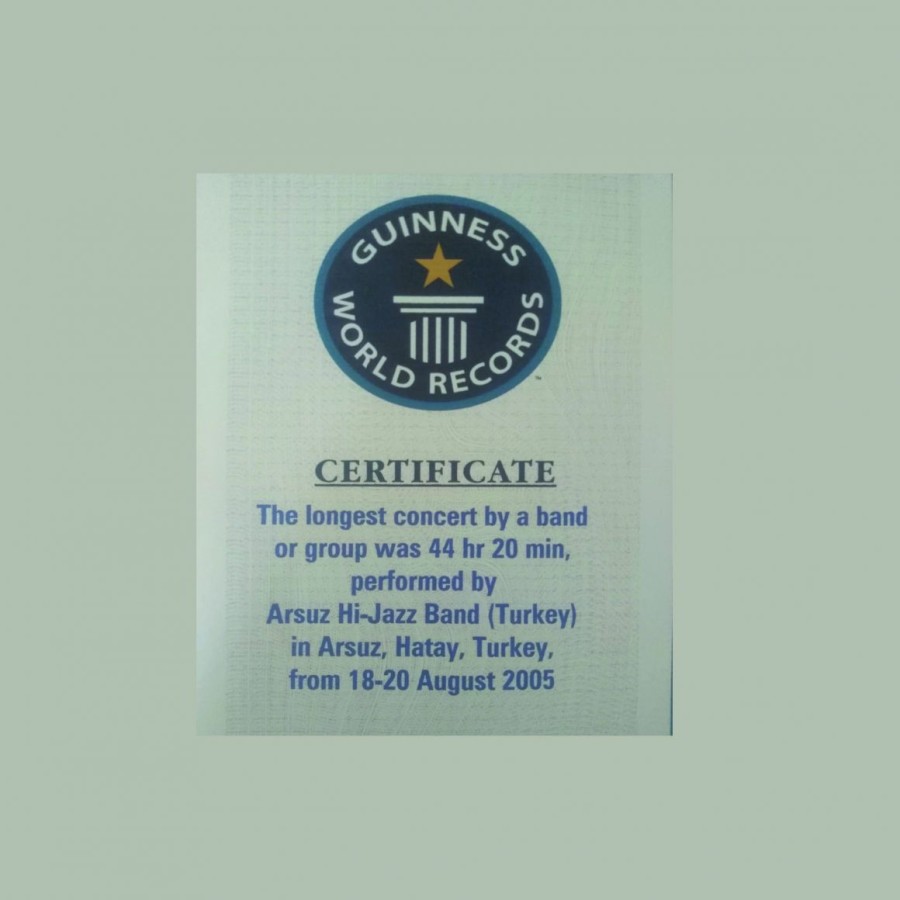 GUINNESS
WORLD RECORDS
CERTIFICATE
The longest concert by a band
or group was 44 hr 20 min,
performed by
Arsuz Hi-Jazz Band (Turkey)
in Arsuz, Hatay, Turkey,
from 18-20 August 2005